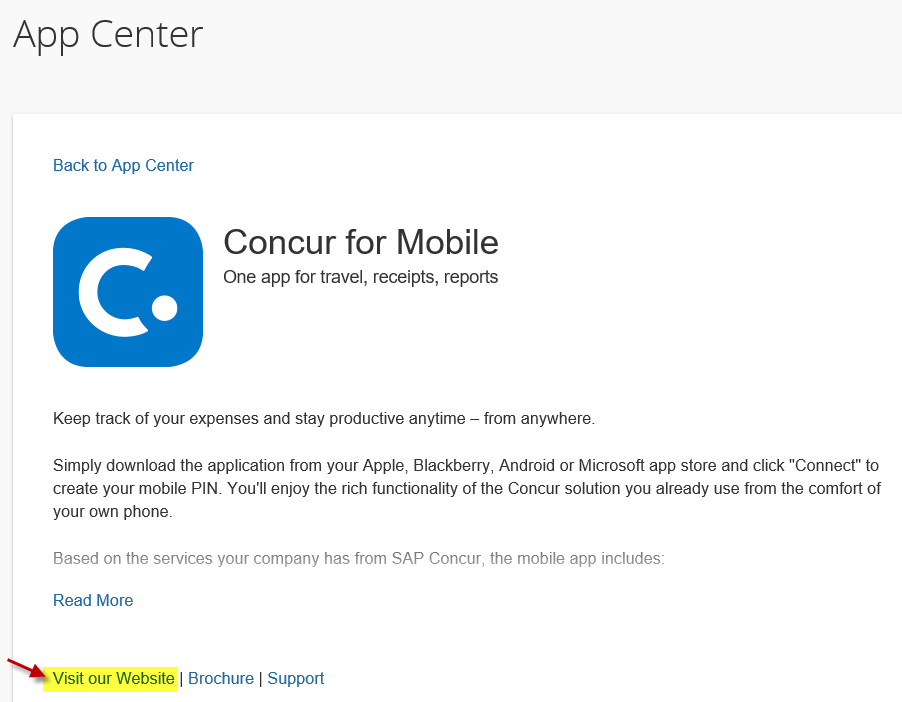 App Center
Back to App Center
Concur for Mobile
One app for travel, receipts, reports
Keep track of your expenses and stay productive anytime – from anywhere.
Simply download the application from your Apple, Blackberry, Android or Microsoft app store and click "Connect" to
create your mobile PIN. You'll enjoy the rich functionality of the Concur solution you already use from the comfort of
your own phone.
Based on the services your company has from SAP Concur, the mobile app includes:
Read More
Visit our Website | Brochure | Support